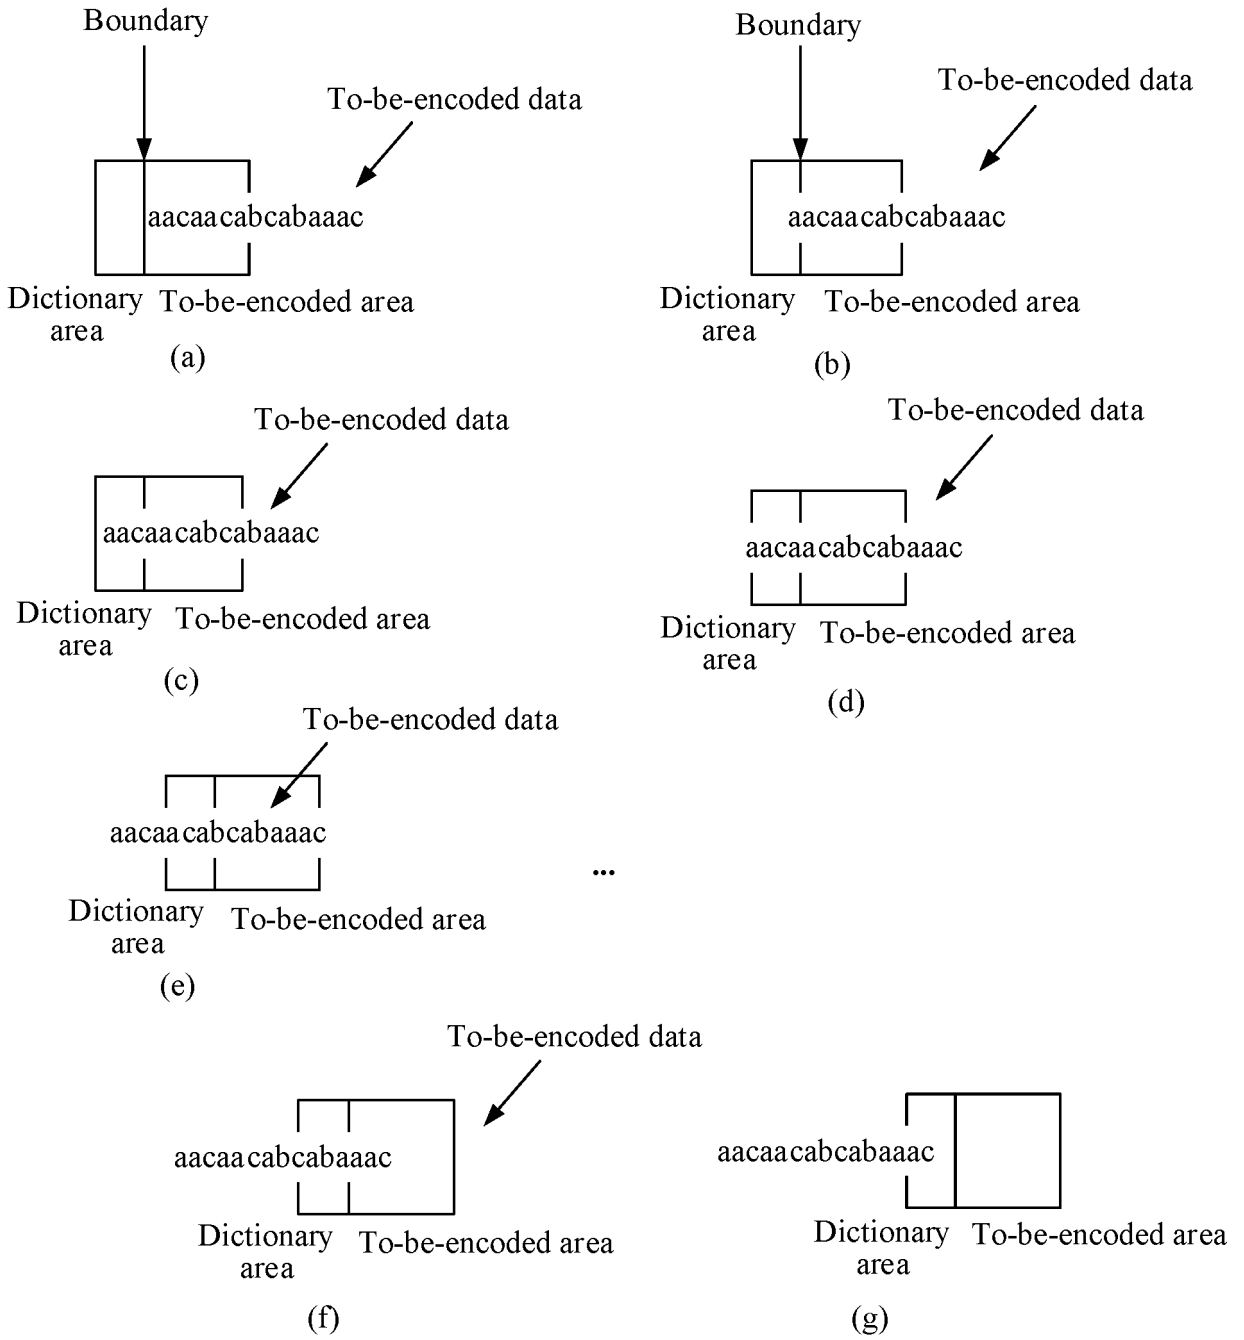 Boundary
To-be-encoded data
aacaacabcabaaac
Dictionary
area
To-be-encoded area
(a)
Boundary
To-be-encoded data
aacaacabcabaaac
Dictionary
area
To-be-encoded area
(b)
To-be-encoded data
aacaacabcabaaac
Dictionary
area
To-be-encoded area
(c)
To-be-encoded data
aacaacabcabaaac
Dictionary
area
To-be-encoded area
(d)
To-be-encoded data
aacaacabcabaaac
Dictionary
area
To-be-encoded area
(e)
...
To-be-encoded data
aacaacabcabaaac
Dictionary
area
To-be-encoded area
(f)
aacaacabcabaaac
Dictionary
area
To-be-encoded area
(g)